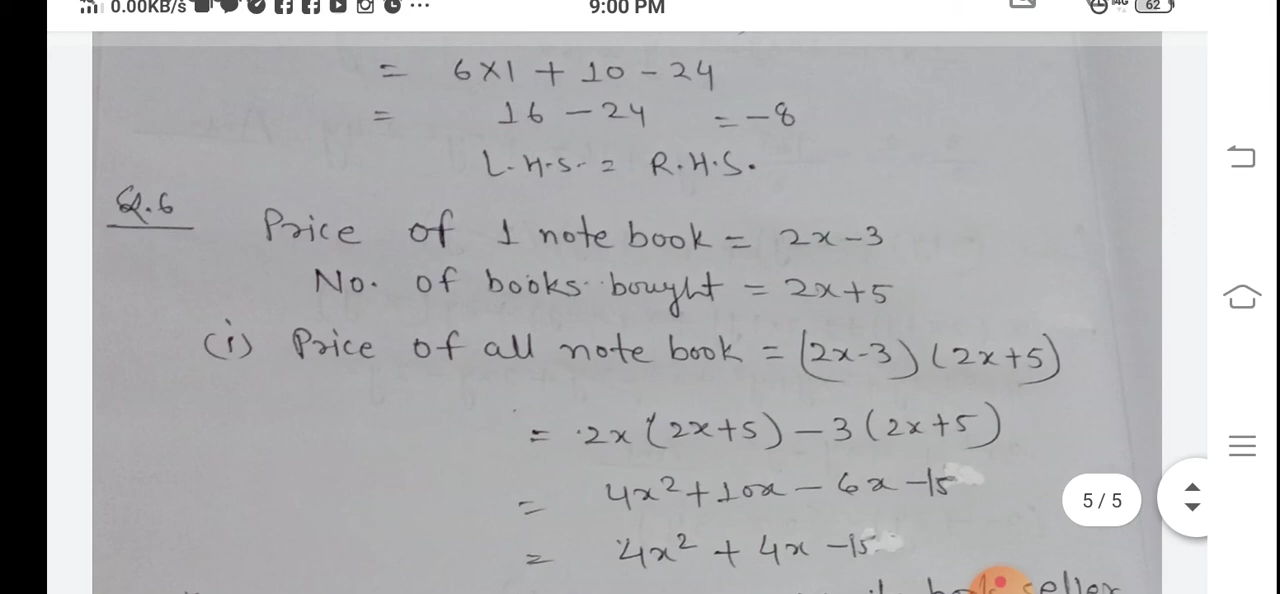 0.00KB/s ... 9:00 PM 4G 62
= 6×1 + 10 - 24
= 16 - 24 = -8
L.H.S. = R.H.S.
Q.6 Price of 1 note book = 2x-3
No. of books bought = 2x+5
(i) Price of all note book = (2x-3) (2x+5)
= 2x (2x+5) - 3 (2x+5)
= 4x²+10x - 6x -15
5 / 5
= 4x² + 4x -15
seller